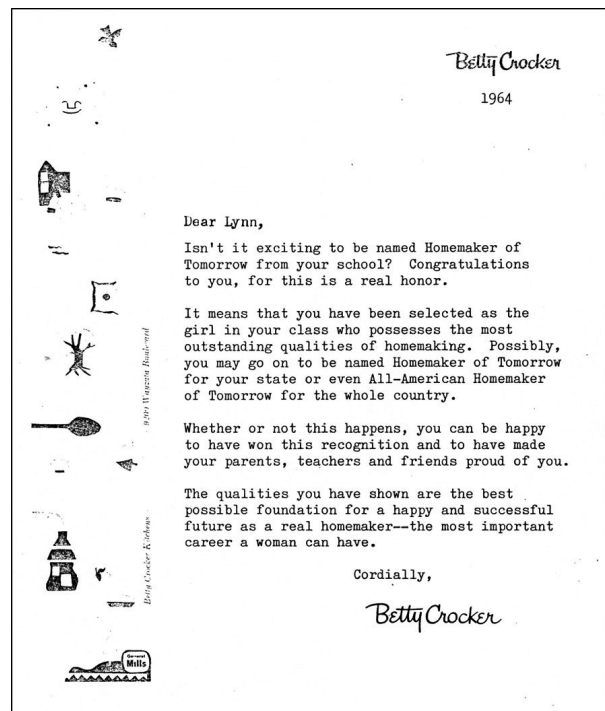 Betty Crocker
1964
Dear Lynn,
Isn't it exciting to be named Homemaker of
Tomorrow from your school?  Congratulations
to you, for this is a real honor.
It means that you have been selected as the
girl in your class who possesses the most
outstanding qualities of homemaking.  Possibly,
you may go on to be named Homemaker of Tomorrow
for your state or even All-American Homemaker
of Tomorrow for the whole country.
Whether or not this happens, you can be happy
to have won this recognition and to have made
your parents, teachers and friends proud of you.
The qualities you have shown are the best
possible foundation for a happy and successful
future as a real homemaker--the most important
career a woman can have.
Cordially,
Betty Crocker
Betty Crocker Kitchens
9200 Wayzata Boulevard
General
Mills